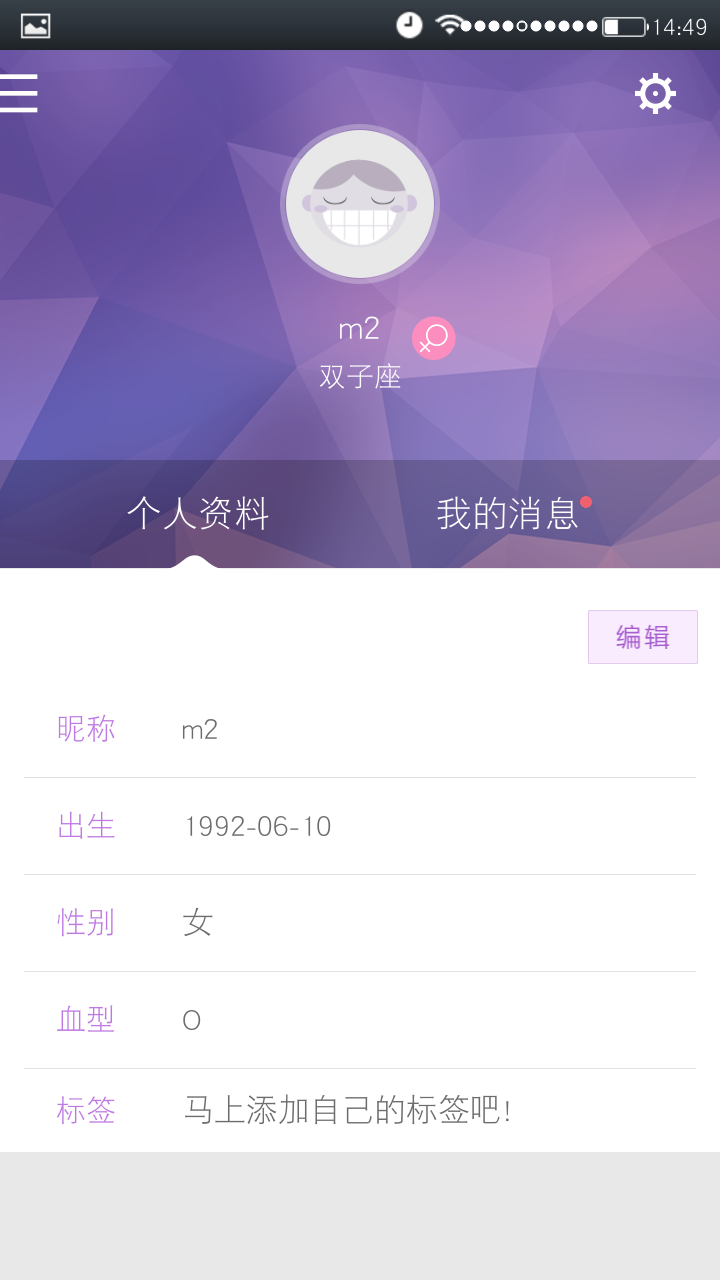 14:49
m2
双子座
个人资料
我的消息
编辑
昵称 m2
出生 1992-06-10
性别 女
血型 O
标签 马上添加自己的标签吧!